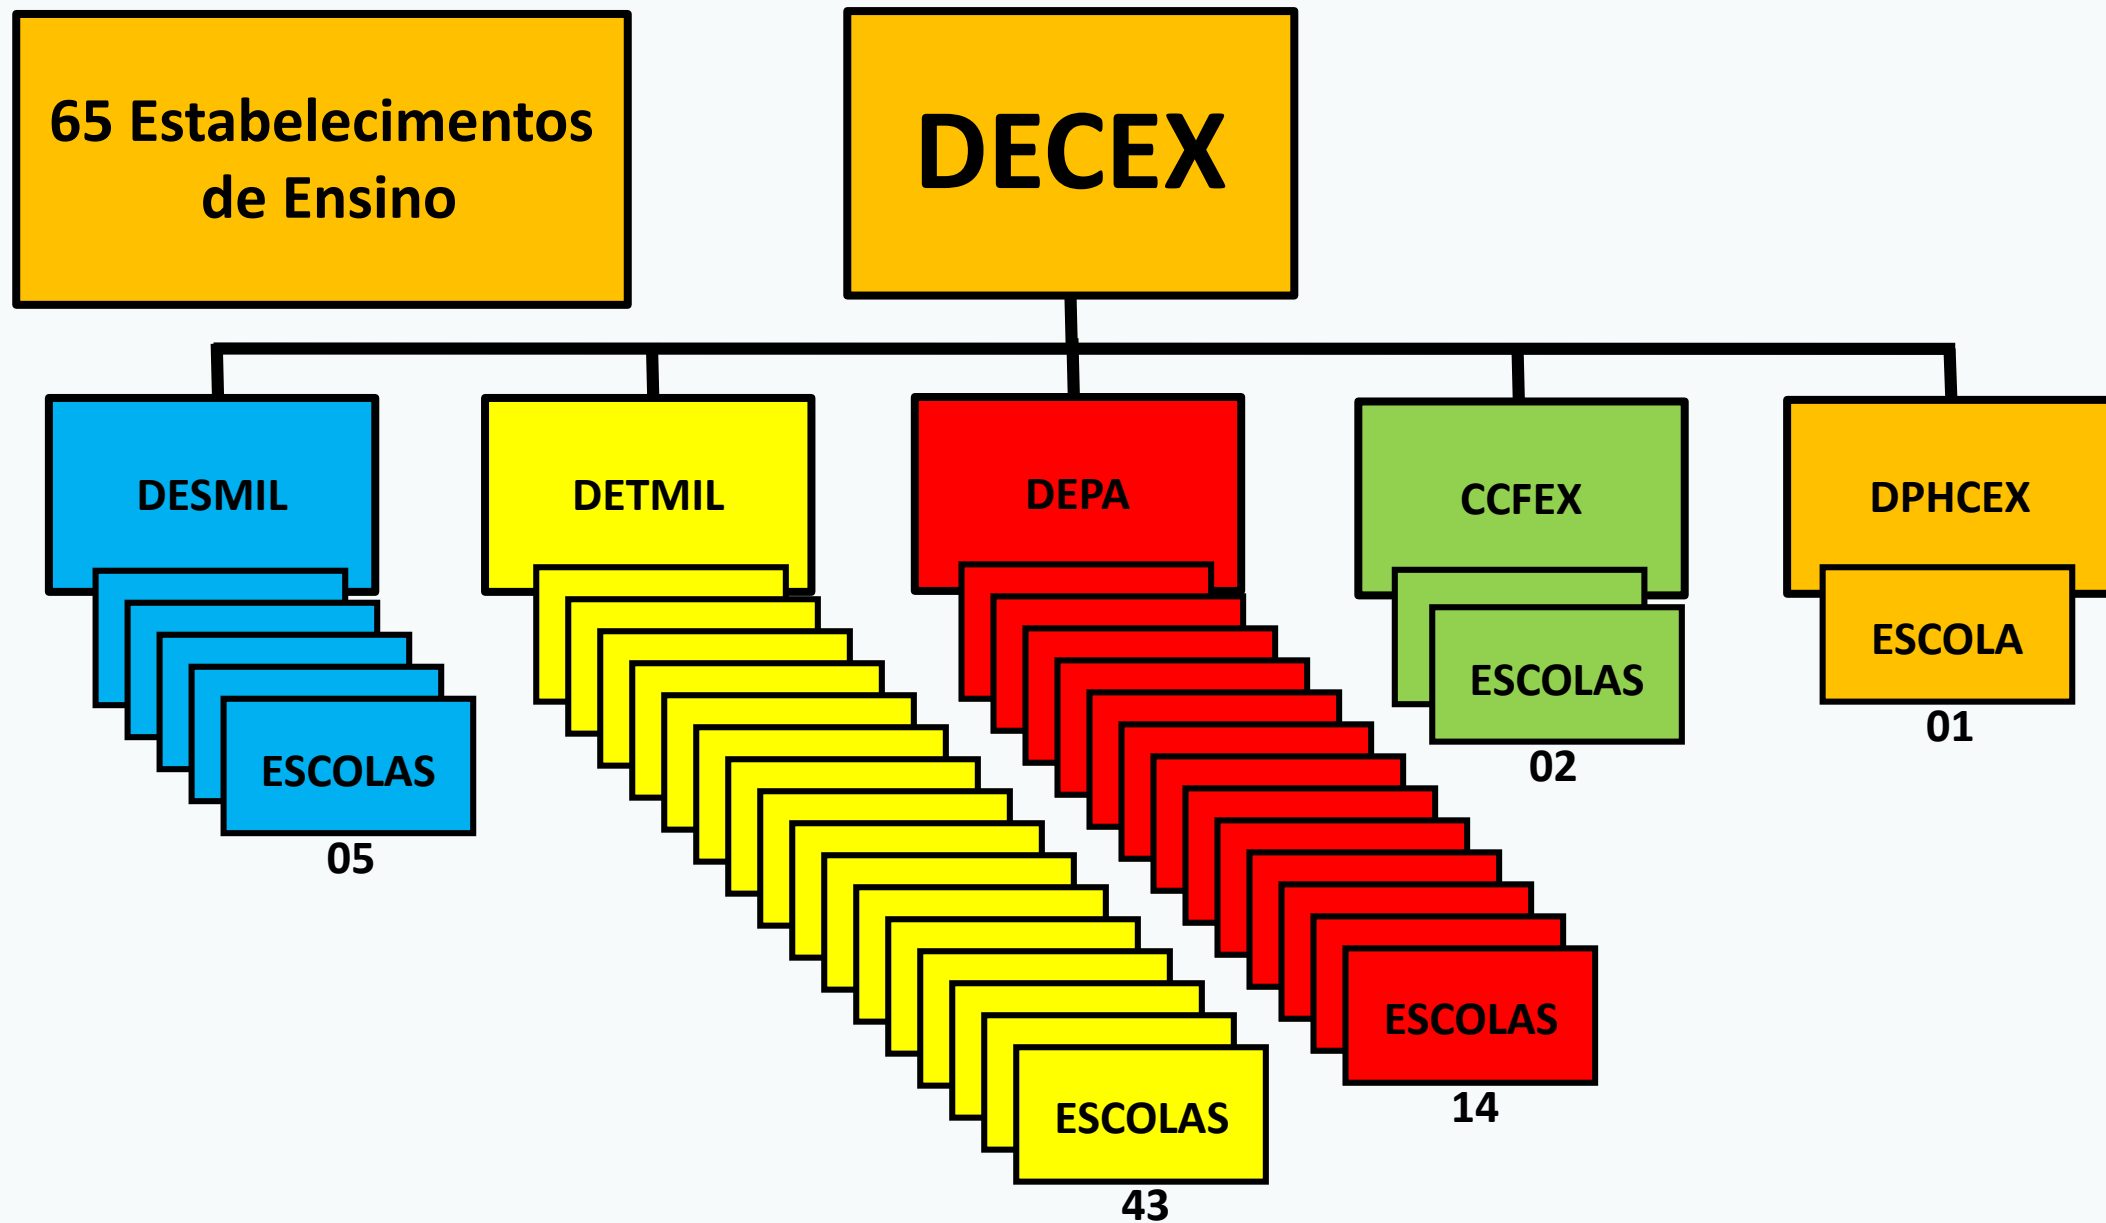 65 Estabelecimentos
de Ensino
DECEX
DESMIL
DETMIL
DEPA
CCFEX
DPHCEX
ESCOLAS
05
ESCOLAS
43
ESCOLAS
14
ESCOLAS
02
ESCOLA
01